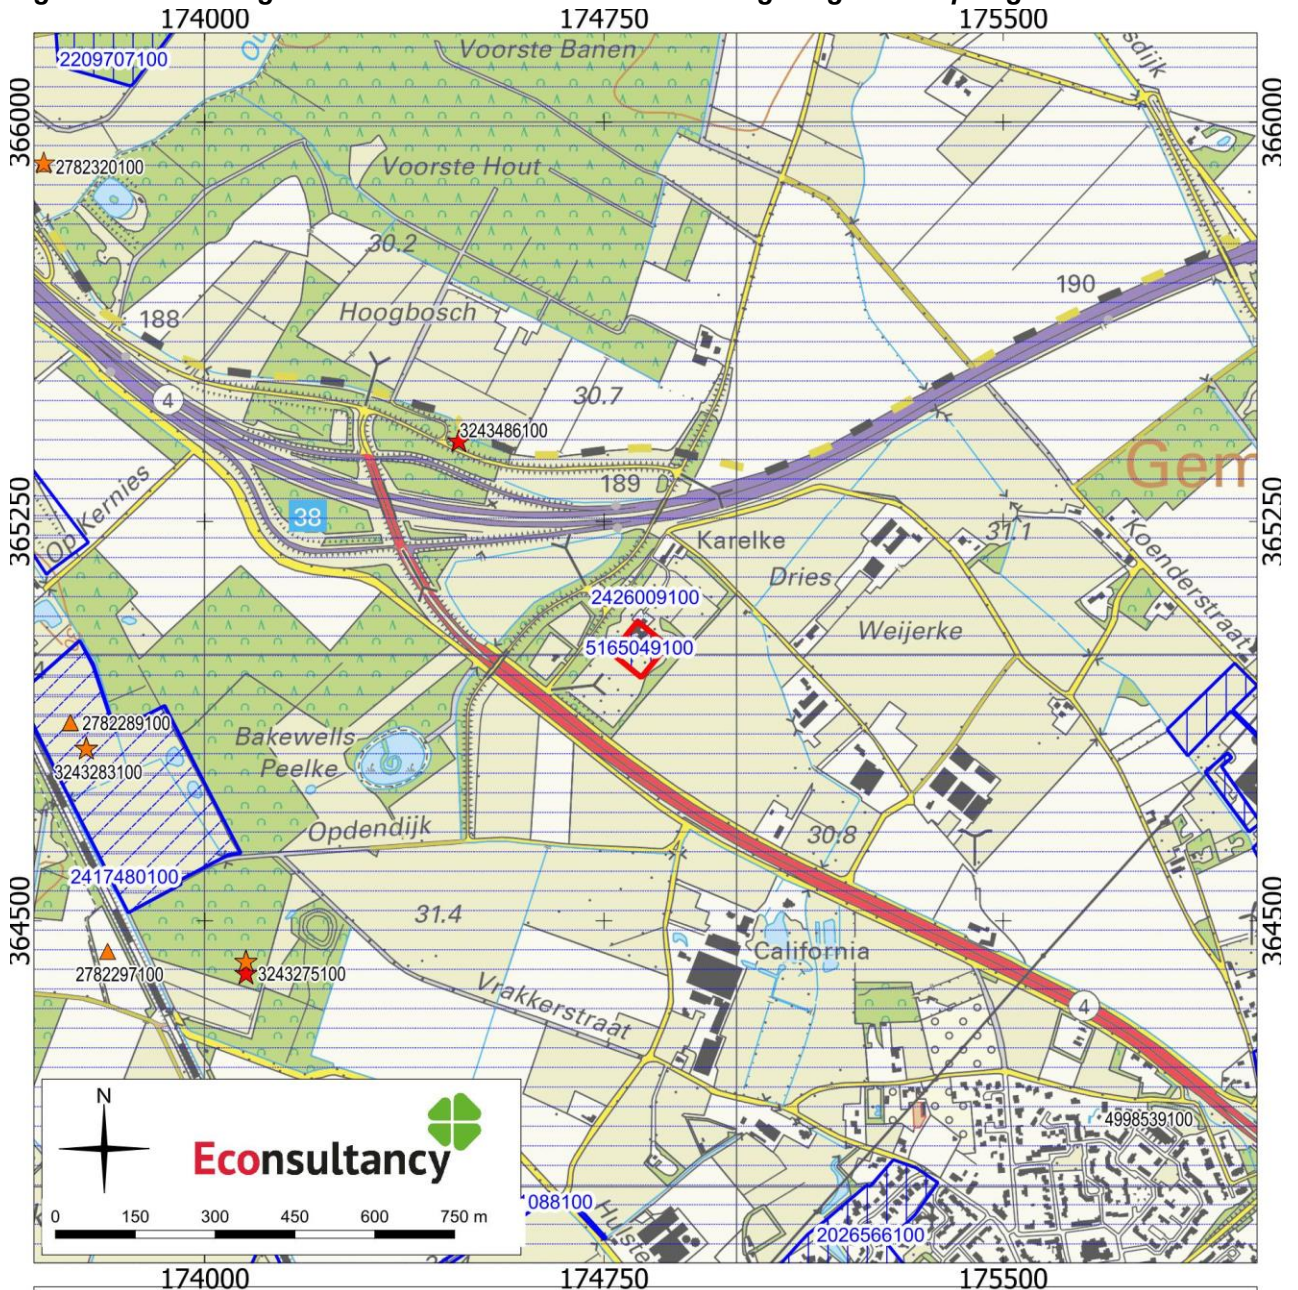 174000 174750 175500
2209707100
Voorste Banen
sdijk
366000 366000
Voorste Hout
2782320100
30.2
190
188
Hoogbosch
30.7
4
3243486100
Gem
189 D
365250 365250
38
Op Kernies
Karelke
31.1
Koenderstraat
Dries
2426009100
Weijerke
5165049100
2782289100
Bakewells
Peelke
G
3243283100
Opdendijk
30.8
2417480100
31.4
364500 364500
California
2782297100
3243275100
Vrakkerstraat
4
N
4998539100
Econsultancy
088100
Hulste
2026566100
0 150 300 450 600 750 m
174000 174750 175500